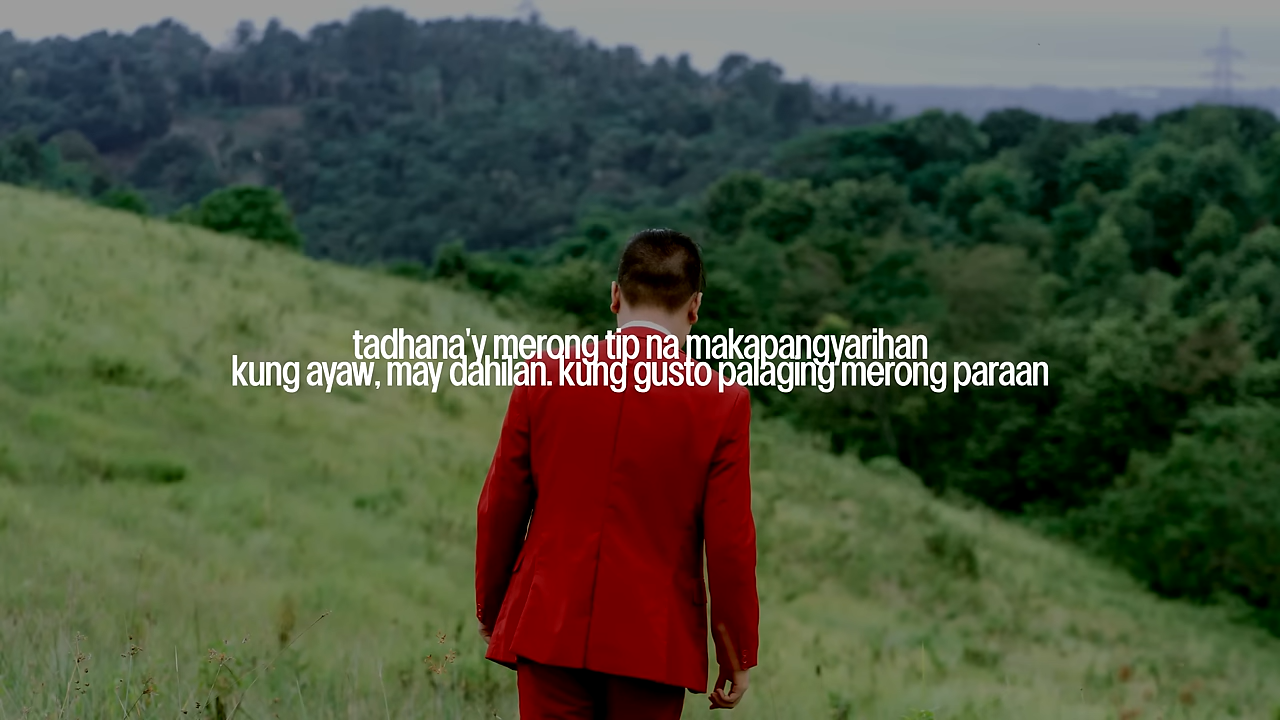 tadhana'y merong tip na makapangyarihan
kung ayaw, may dahilan. kung gusto palaging merong paraan